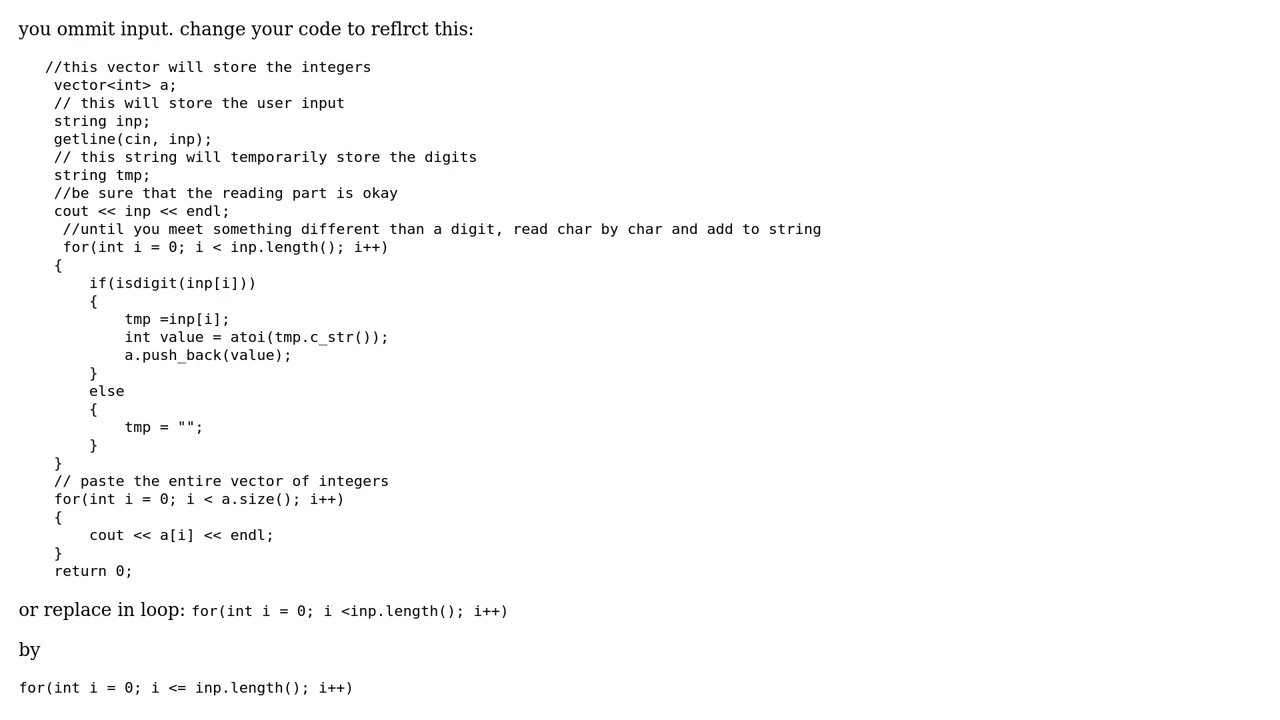 you ommit input. change your code to reflrct this:
//this vector will store the integers
vector<int> a;
// this will store the user input
string inp;
getline(cin, inp);
// this string will temporarily store the digits
string tmp;
//be sure that the reading part is okay
cout << inp << endl;
//until you meet something different than a digit, read char by char and add to string
for(int i = 0; i < inp.length(); i++)
{
if(isdigit(inp[i]))
{
tmp =inp[i];
int value = atoi(tmp.c_str());
a.push_back(value);
}
else
{
tmp = "";
}
}
// paste the entire vector of integers
for(int i = 0; i < a.size(); i++)
{
cout << a[i] << endl;
}
return 0;
or replace in loop: for(int i = 0; i <inp.length(); i++)
by
for(int i = 0; i <= inp.length(); i++)